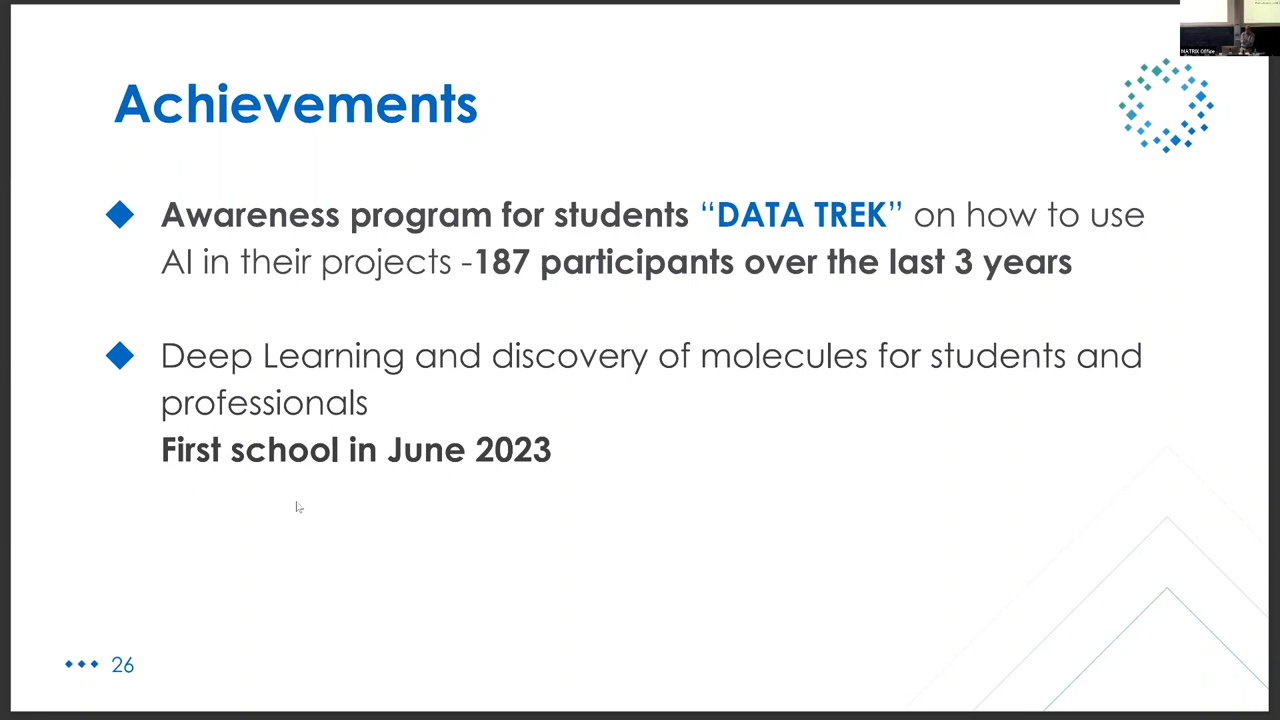 MATRIX Office
Achievements
Awareness program for students “DATA TREK” on how to use
AI in their projects -187 participants over the last 3 years
Deep Learning and discovery of molecules for students and
professionals
First school in June 2023
26